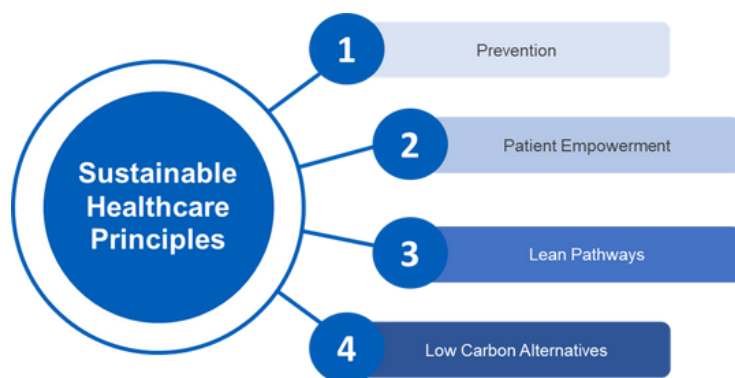 Sustainable
Healthcare
Principles
1
Prevention
2
Patient Empowerment
3
Lean Pathways
4
Low Carbon Alternatives